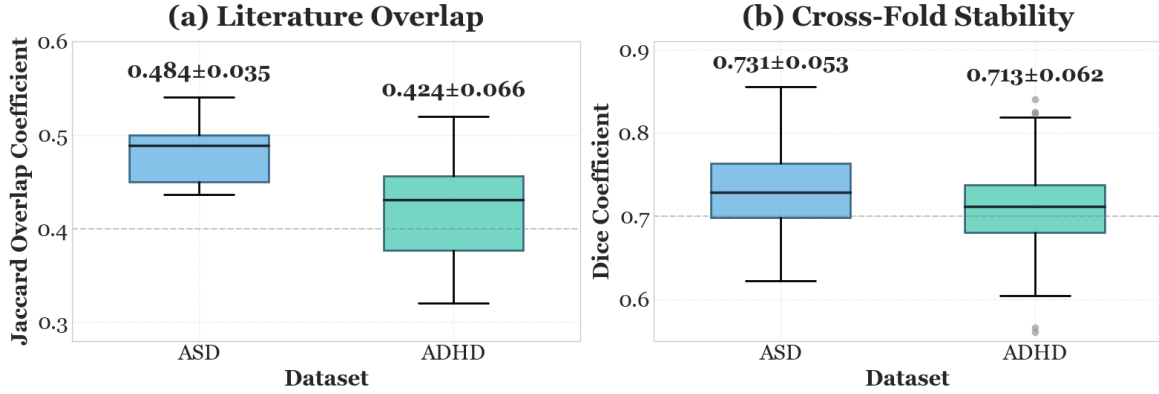 (a) Literature Overlap
Jaccard Overlap Coefficient
0.6
0.5
0.4
0.3
0.484±0.035
0.424±0.066
ASD
ADHD
Dataset
(b) Cross-Fold Stability
Dice Coefficient
0.9
0.8
0.7
0.6
0.731±0.053
0.713±0.062
ASD
ADHD
Dataset